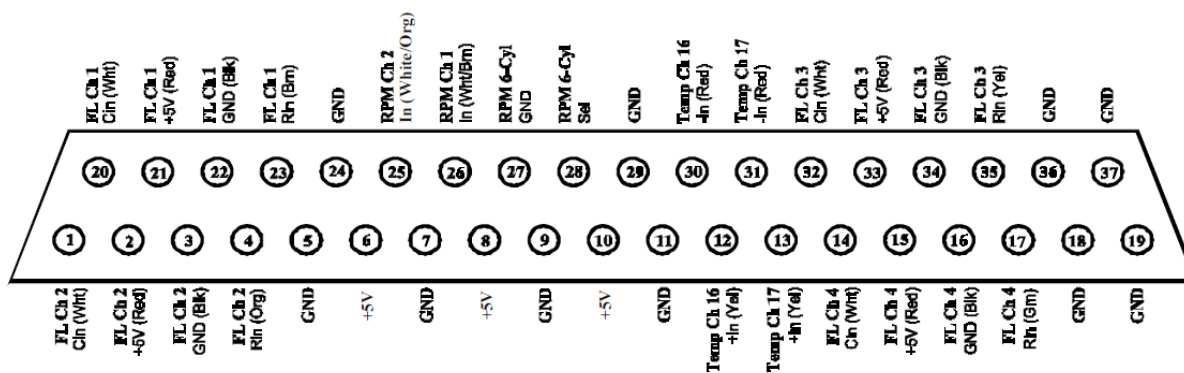 FL Ch 1
Cin (Wht)
FL Ch 1
+5V (Red)
FL Ch 1
GND (Blk)
FL Ch 1
Rin (Brn)
GND
RPM Ch 2
In (White/Org)
RPM Ch 1
In (Wht/Brn)
RPM 6-Cyl
GND
RPM 6-Cyl
Sel
GND
Temp Ch 16
-In (Red)
Temp Ch 17
-In (Red)
FL Ch 3
Cin (Wht)
FL Ch 3
+5V (Red)
FL Ch 3
GND (Blk)
FL Ch 3
Rin (Yel)
GND
GND
20 21 22 23 24 25 26 27 28 29 30 31 32 33 34 35 36 37
1 2 3 4 5 6 7 8 9 10 11 12 13 14 15 16 17 18 19
FL Ch 2
Cin (Wht)
FL Ch 2
+5V (Red)
FL Ch 2
GND (Blk)
FL Ch 2
Rin (Org)
GND
+5V
GND
+5V
GND
+5V
GND
Temp Ch 16
+In (Yel)
Temp Ch 17
+In (Yel)
FL Ch 4
Cin (Wht)
FL Ch 4
+5V (Red)
FL Ch 4
GND (Blk)
FL Ch 4
Rin (Grn)
GND
GND